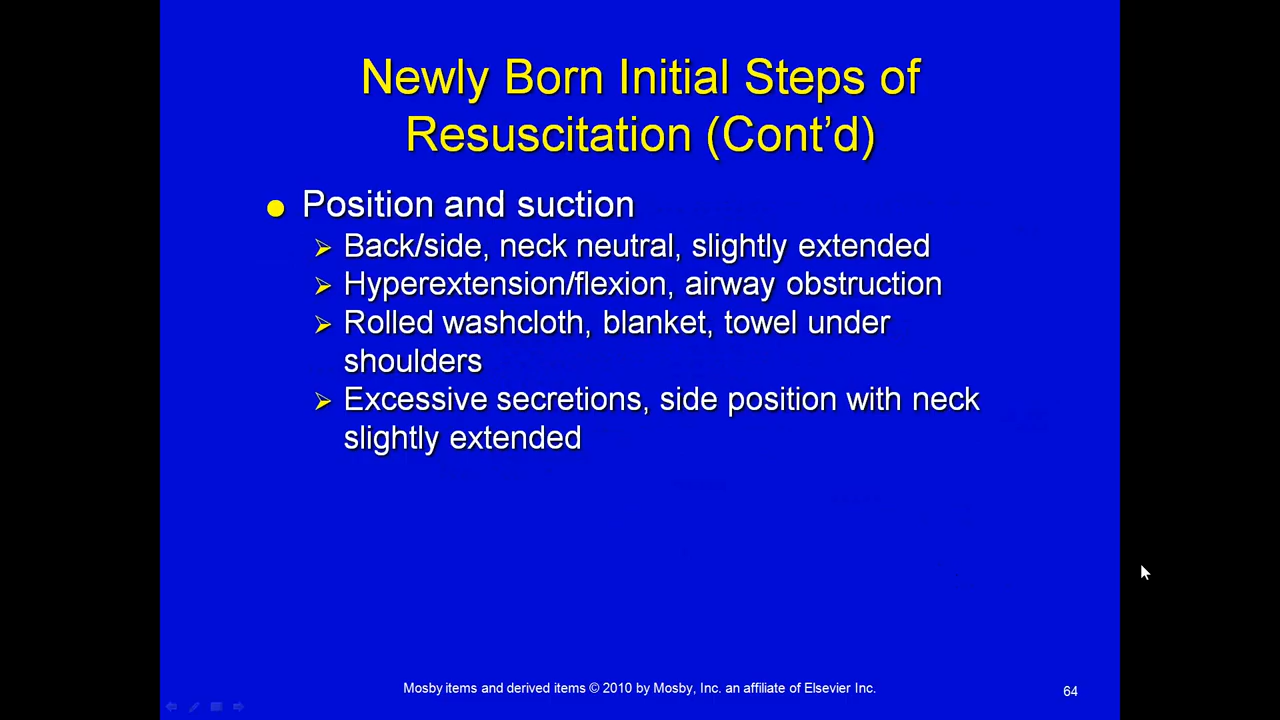 Newly Born Initial Steps of
Resuscitation (Cont’d)
Position and suction
Back/side, neck neutral, slightly extended
Hyperextension/flexion, airway obstruction
Rolled washcloth, blanket, towel under
shoulders
Excessive secretions, side position with neck
slightly extended
Mosby items and derived items © 2010 by Mosby, Inc. an affiliate of Elsevier Inc.
64